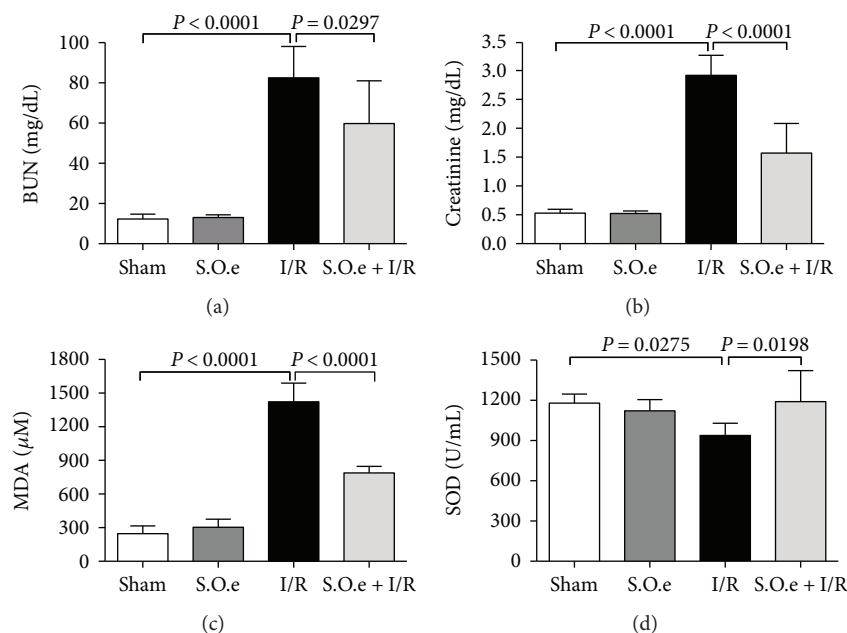 P < 0.0001 P = 0.0297
100
80
60
40
20
0
BUN (mg/dL)
Sham S.O.e I/R S.O.e + I/R
(a)
P < 0.0001 P < 0.0001
3.5
3.0
2.5
2.0
1.5
1.0
0.5
0.0
Creatinine (mg/dL)
Sham S.O.e I/R S.O.e + I/R
(b)
P < 0.0001 P < 0.0001
1800
1500
1200
900
600
300
0
MDA (μM)
Sham S.O.e I/R S.O.e + I/R
(c)
P = 0.0275 P = 0.0198
1500
1200
900
600
300
0
SOD (U/mL)
Sham S.O.e I/R S.O.e + I/R
(d)